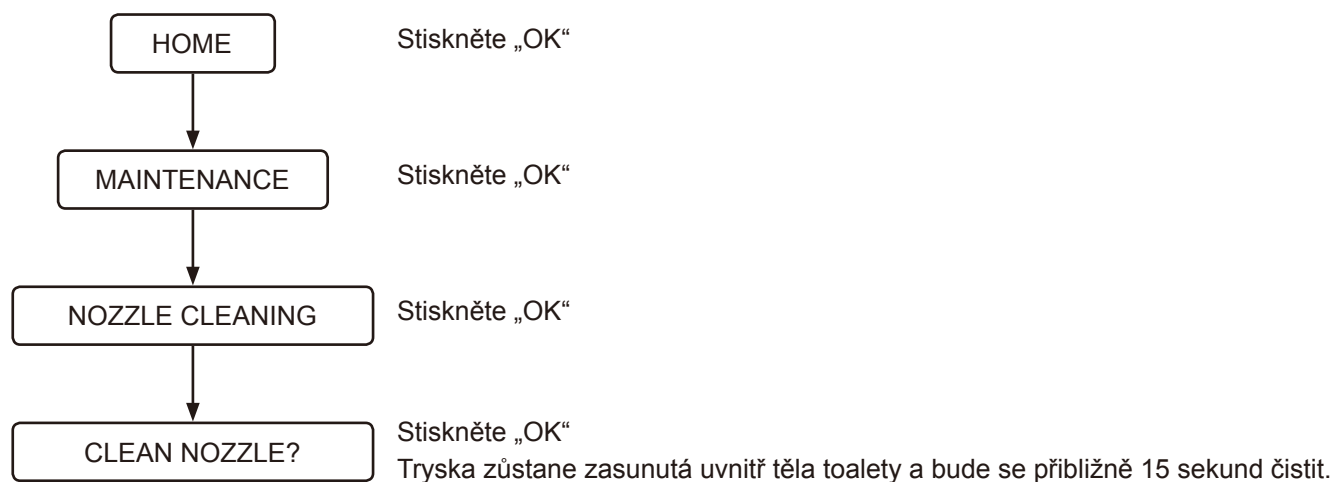 HOME
Stiskněte „OK“
MAINTENANCE
Stiskněte „OK“
NOZZLE CLEANING
Stiskněte „OK“
CLEAN NOZZLE?
Stiskněte „OK“
Tryska zůstane zasunutá uvnitř těla toalety a bude se přibližně 15 sekund čistit.